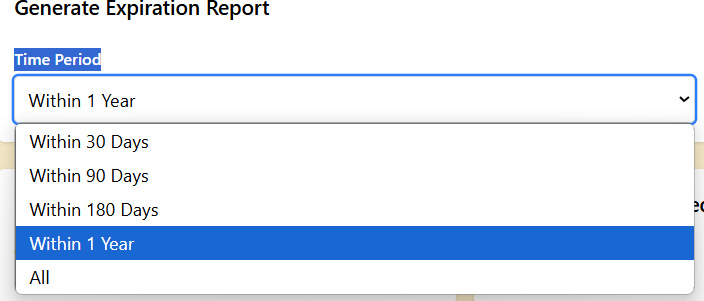 Generate Expiration Report
Time Period
Within 1 Year
Within 30 Days
Within 90 Days
Within 180 Days
Within 1 Year
All